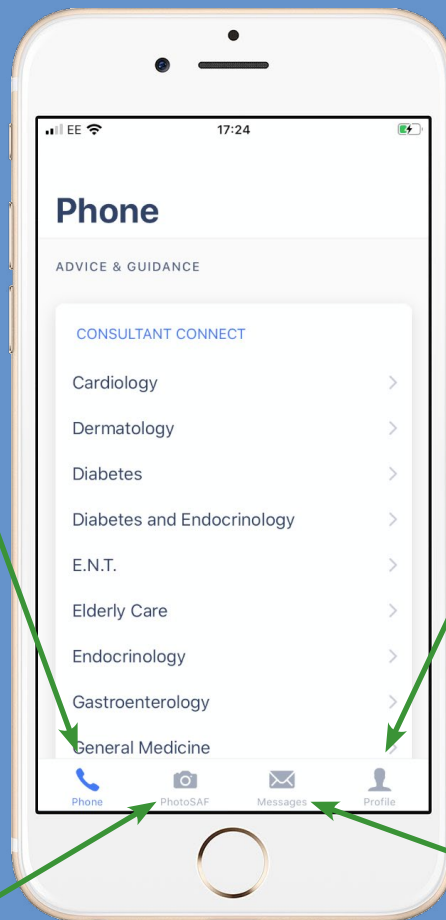 EE 17:24
Phone
ADVICE & GUIDANCE
CONSULTANT CONNECT
Cardiology
Dermatology
Diabetes
Diabetes and Endocrinology
E.N.T.
Elderly Care
Endocrinology
Gastroenterology
General Medicine
Phone PhotoSAF Messages Profile